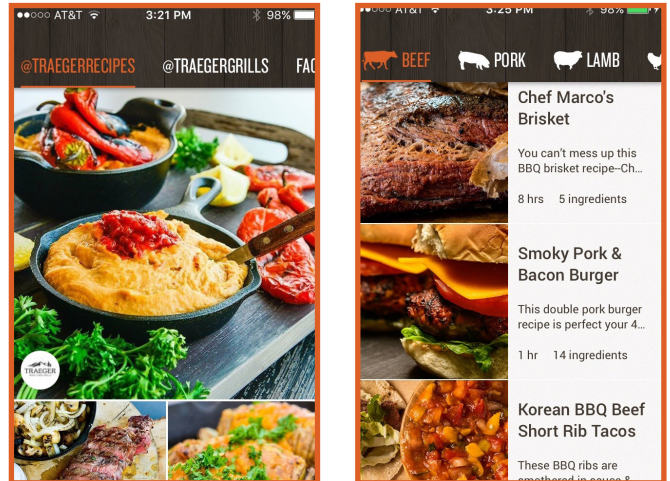 AT&T 3:21 PM 98%
@TRAEGERRECIPES @TRAEGERGRILLS FAC
TRAEGER
AT&T 3:25 PM 98%
BEEF PORK LAMB
Chef Marco's
Brisket
You can't mess up this
BBQ brisket recipe--Ch...
8 hrs 5 ingredients
Smoky Pork &
Bacon Burger
This double pork burger
recipe is perfect your 4...
1 hr 14 ingredients
Korean BBQ Beef
Short Rib Tacos
These BBQ ribs are
smothered in sauce &